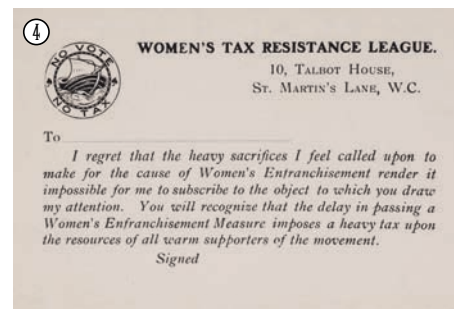 4
NO VOTE
NO TAX
WOMEN'S TAX RESISTANCE LEAGUE.
10, TALBOT HOUSE,
ST. MARTIN'S LANE, W.C.
To
I regret that the heavy sacrifices I feel called upon to
make for the cause of Women's Enfranchisement render it
impossible for me to subscribe to the object to which you draw
my attention. You will recognize that the delay in passing a
Women's Enfranchisement Measure imposes a heavy tax upon
the resources of all warm supporters of the movement.
Signed